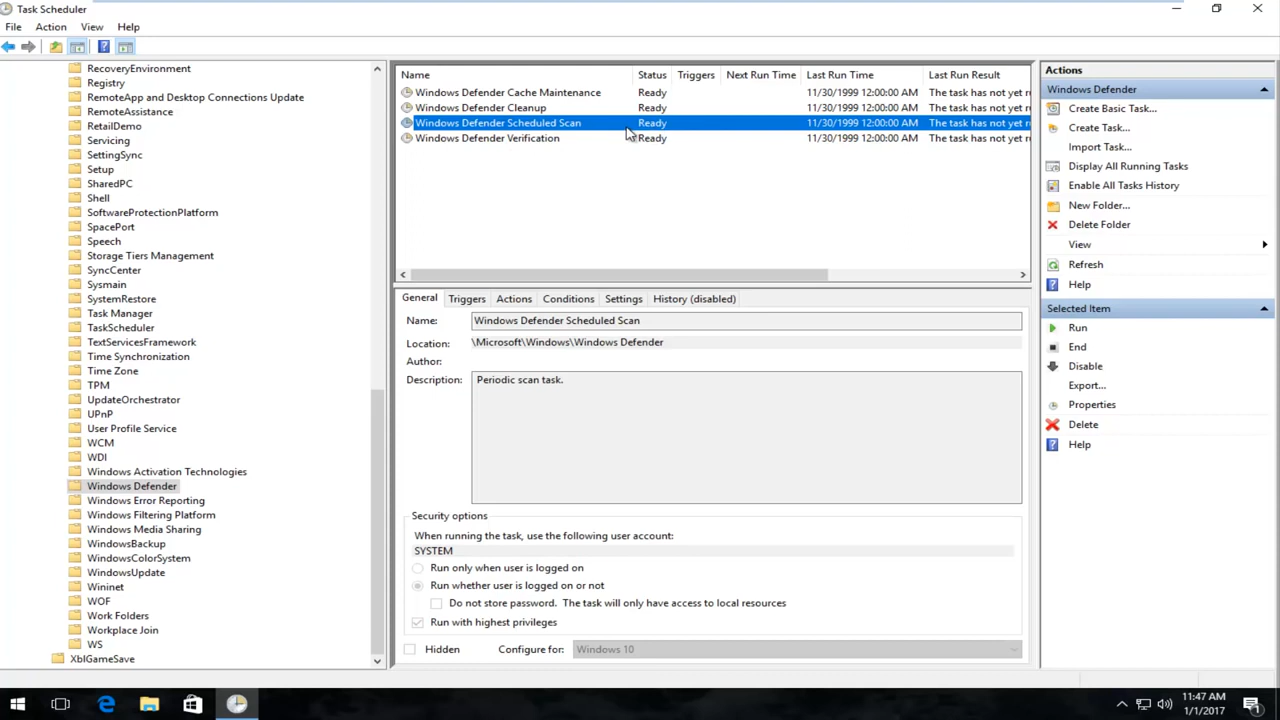 Task Scheduler
File Action View Help
RecoveryEnvironment
Registry
RemoteApp and Desktop Connections Update
RemoteAssistance
RetailDemo
Servicing
SettingSync
Setup
SharedPC
Shell
SoftwareProtectionPlatform
SpacePort
Speech
Storage Tiers Management
SyncCenter
Sysmain
SystemRestore
Task Manager
TaskScheduler
TextServicesFramework
Time Synchronization
Time Zone
TPM
UpdateOrchestrator
UPnP
User Profile Service
WCM
WDI
Windows Activation Technologies
Windows Defender
Windows Error Reporting
Windows Filtering Platform
Windows Media Sharing
WindowsBackup
WindowsColorSystem
WindowsUpdate
Wininet
WOF
Work Folders
Workplace Join
WS
XblGameSave
Name Status Triggers Next Run Time Last Run Time Last Run Result
Windows Defender Cache Maintenance Ready 11/30/1999 12:00:00 AM The task has not yet r
Windows Defender Cleanup Ready 11/30/1999 12:00:00 AM The task has not yet r
Windows Defender Scheduled Scan Ready 11/30/1999 12:00:00 AM The task has not yet r
Windows Defender Verification Ready 11/30/1999 12:00:00 AM The task has not yet r
General Triggers Actions Conditions Settings History (disabled)
Name: Windows Defender Scheduled Scan
Location: \Microsoft\Windows\Windows Defender
Author:
Description: Periodic scan task.
Security options
When running the task, use the following user account:
SYSTEM
Run only when user is logged on
Run whether user is logged on or not
Do not store password. The task will only have access to local resources
Run with highest privileges
Hidden Configure for: Windows 10
Actions
Windows Defender
Create Basic Task...
Create Task...
Import Task...
Display All Running Tasks
Enable All Tasks History
New Folder...
Delete Folder
View
Refresh
Help
Selected Item
Run
End
Disable
Export...
Properties
Delete
Help
11:47 AM
1/1/2017
1